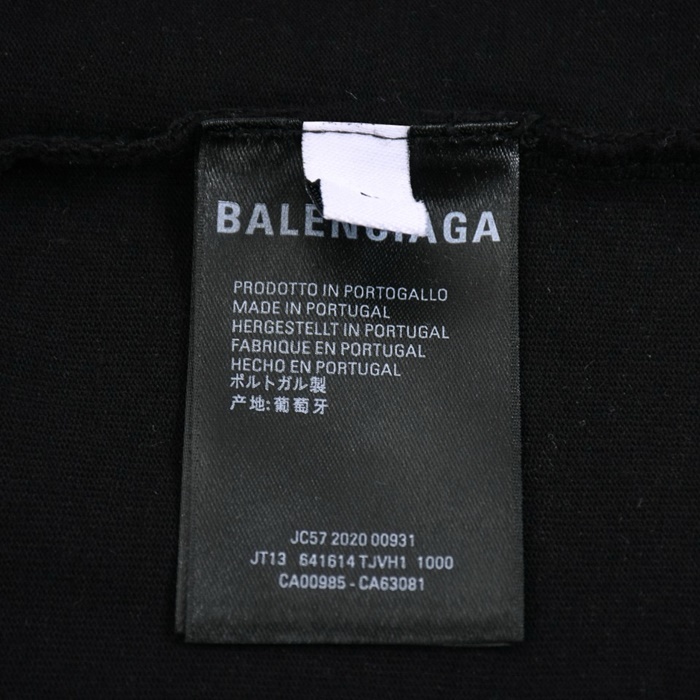 BALENCIAGA
PRODOTTO IN PORTOGALLO
MADE IN PORTUGAL
HERGESTELLT IN PORTUGAL
FABRIQUE EN PORTUGAL
HECHO EN PORTUGAL
ポルトガル製
产地:葡萄牙
JC57 2020 00931
JT13 641614 TJVH1 1000
CA00985 - CA63081